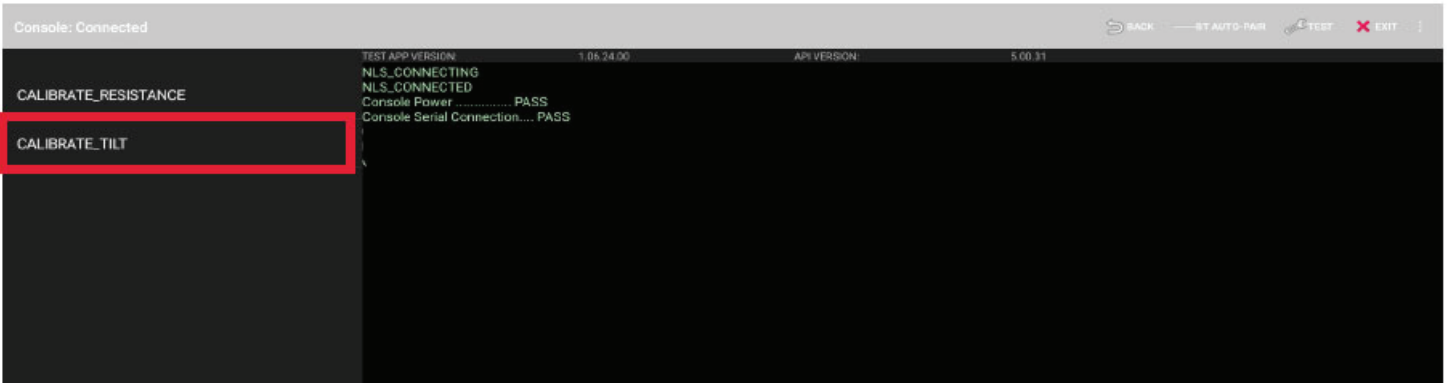 Console: Connected
BACK
BT AUTO-PAIR
TEST
EXIT
TEST APP VERSION: 1.06.24.00 API VERSION: 5.00.31
NLS_CONNECTING
NLS_CONNECTED
Console Power ............... PASS
Console Serial Connection.... PASS
|
|
\
CALIBRATE_RESISTANCE
CALIBRATE_TILT